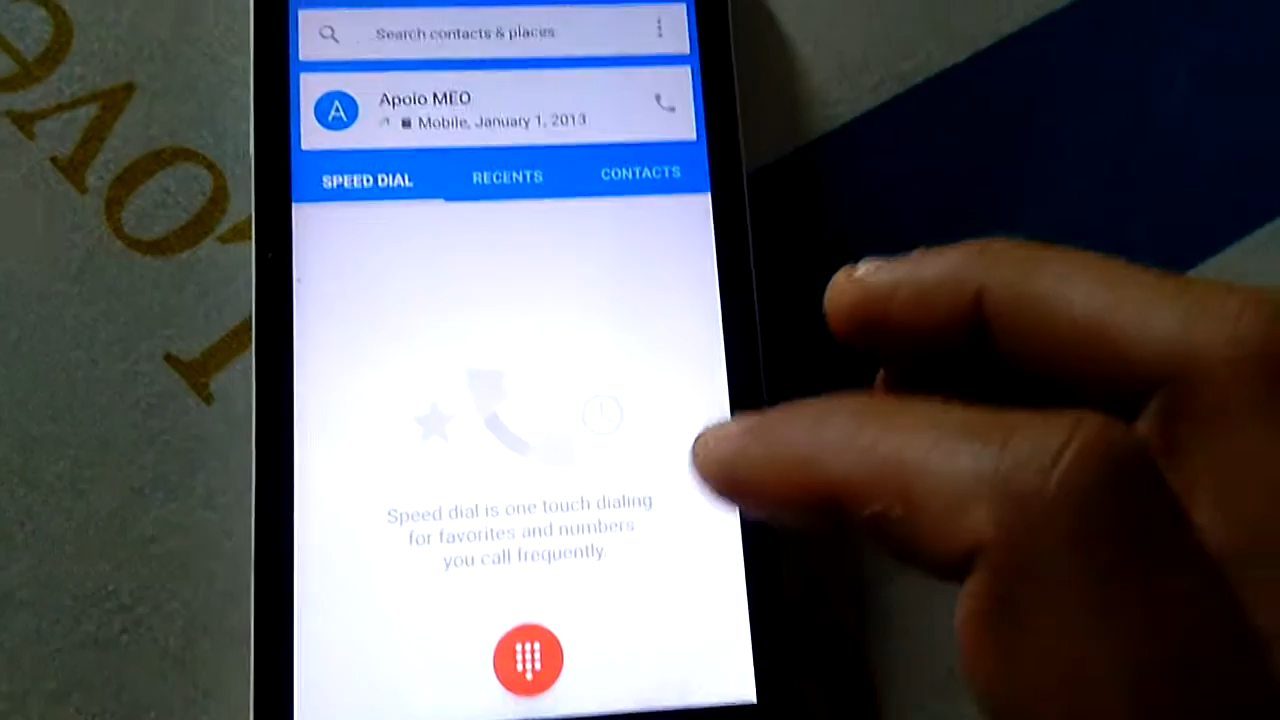 Search contacts & places
A
Apoio MEO
Mobile, January 1, 2013
SPEED DIAL
RECENTS
CONTACTS
Speed dial is one touch dialing
for favorites and numbers
you call frequently.
I LOVE